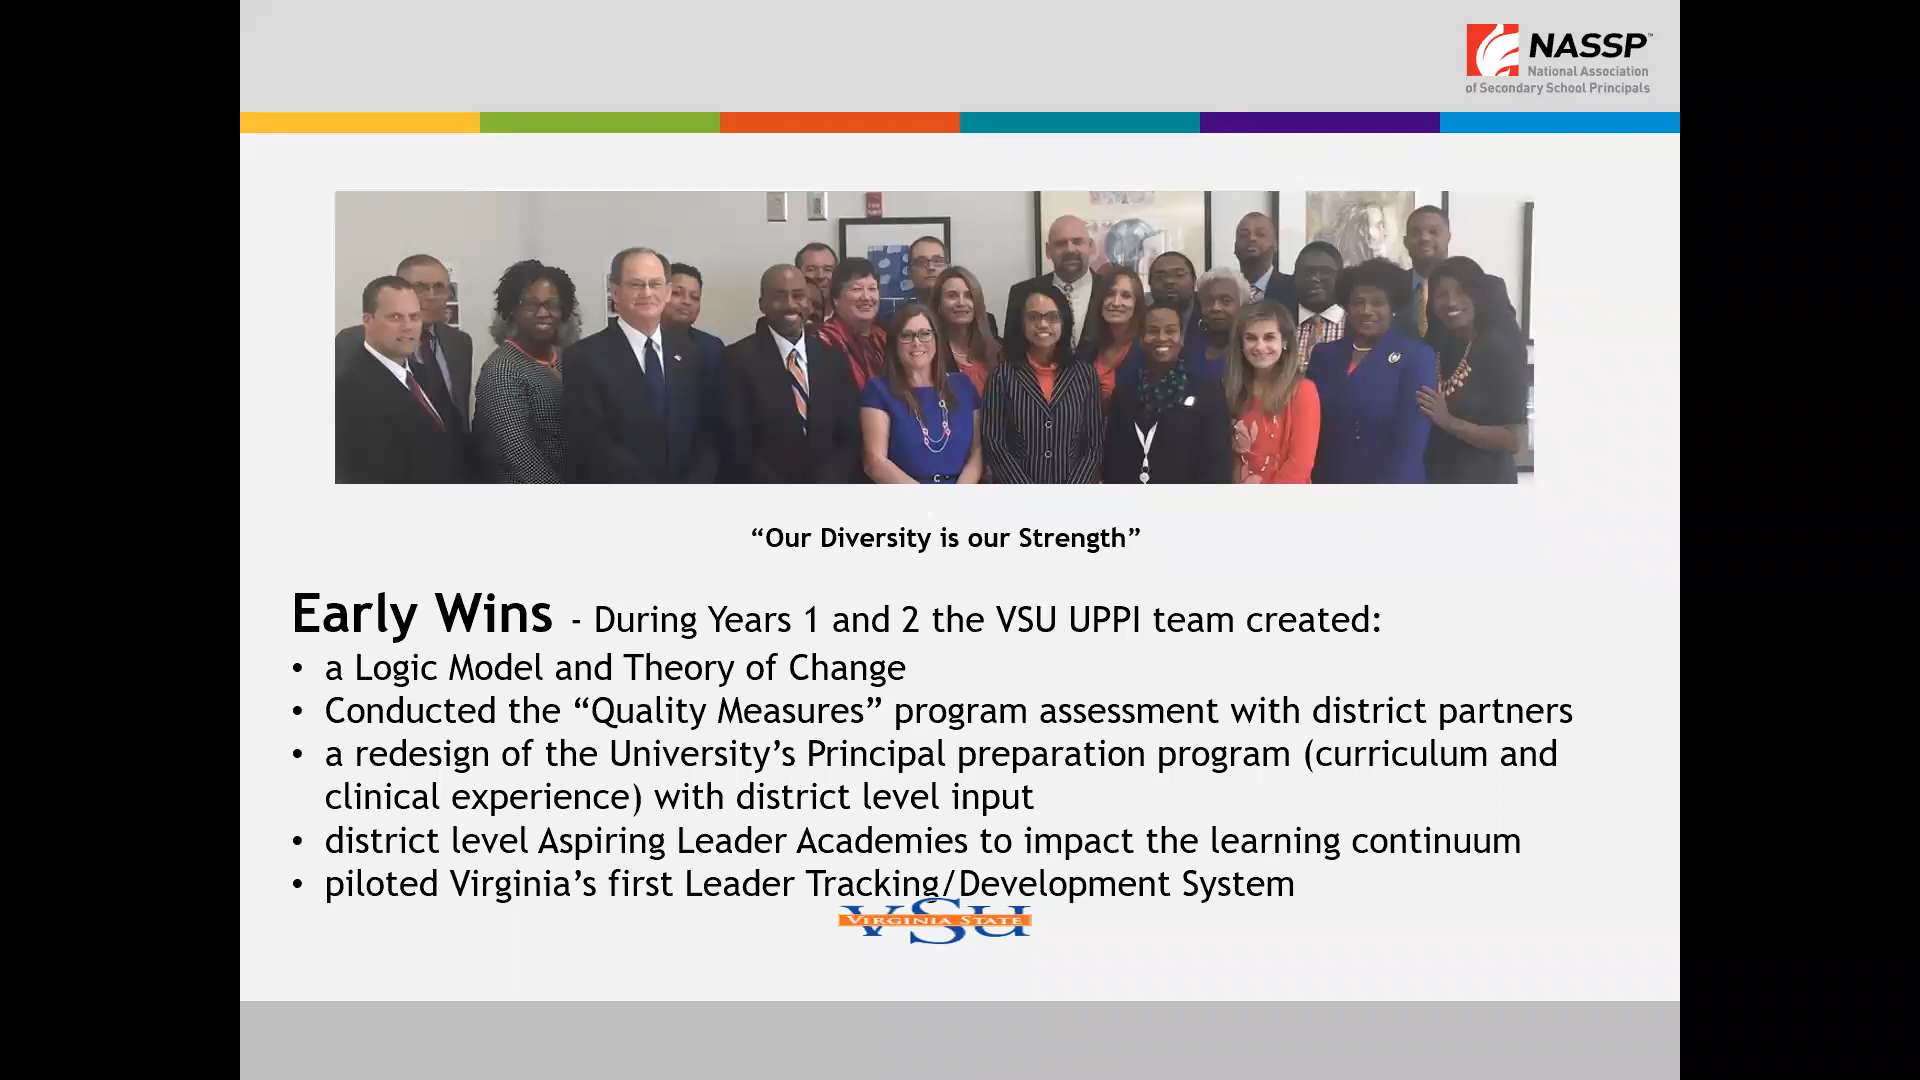 NASSP™
National Association
of Secondary School Principals
“Our Diversity is our Strength”
Early Wins - During Years 1 and 2 the VSU UPPI team created:
• a Logic Model and Theory of Change
• Conducted the “Quality Measures” program assessment with district partners
• a redesign of the University’s Principal preparation program (curriculum and
clinical experience) with district level input
• district level Aspiring Leader Academies to impact the learning continuum
• piloted Virginia’s first Leader Tracking/Development System
VSU
VIRGINIA STATE